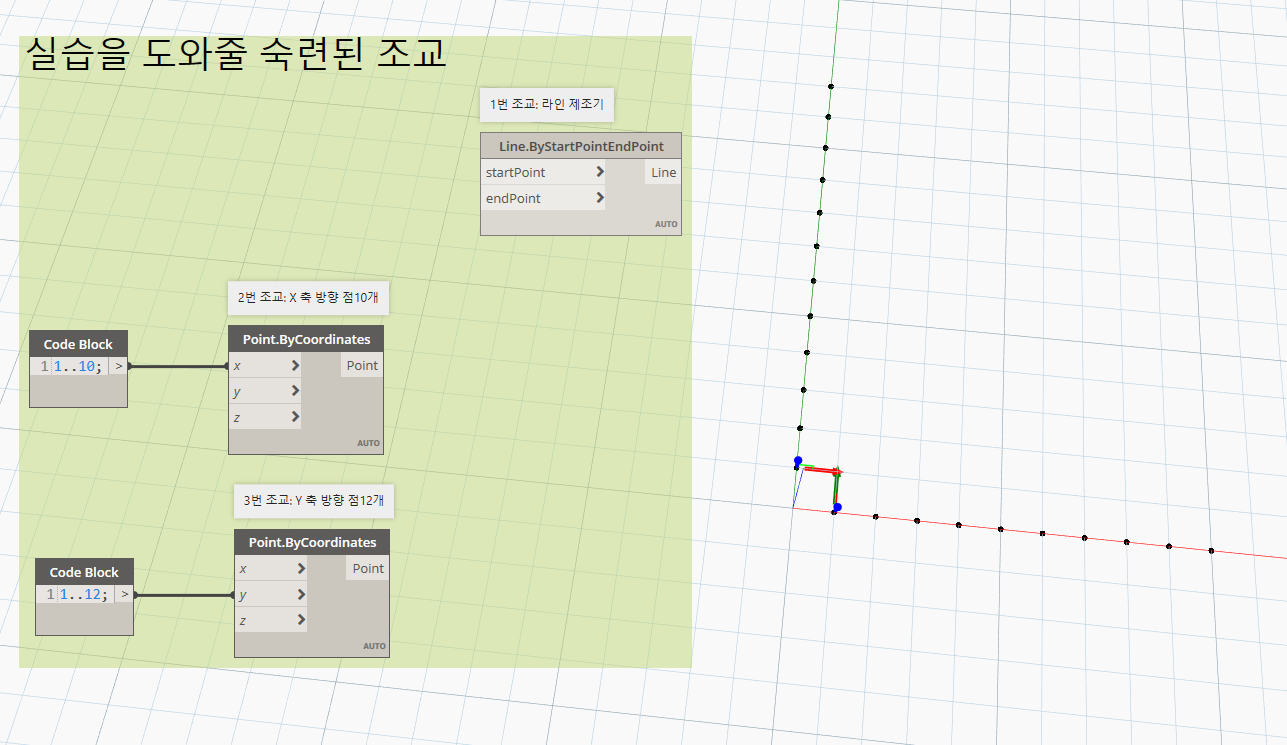 실습을 도와줄 숙련된 조교
1번 조교: 라인 제조기
Line.ByStartPointEndPoint
startPoint > Line
endPoint >
AUTO
2번 조교: X 축 방향 점10개
Code Block
1 1..10; >
Point.ByCoordinates
x > Point
y >
z >
AUTO
3번 조교: Y 축 방향 점12개
Code Block
1 1..12; >
Point.ByCoordinates
x > Point
y >
z >
AUTO